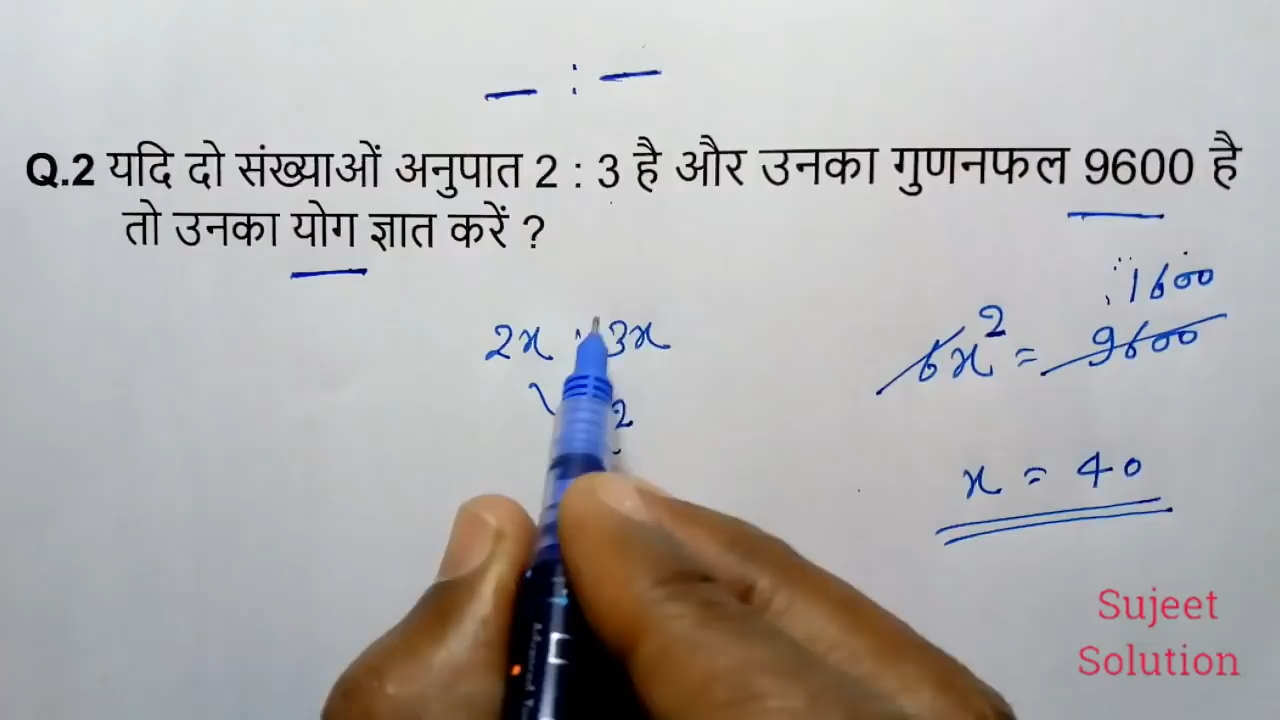 — : —
Q.2 यदि दो संख्याओं अनुपात 2 : 3 है और उनका गुणनफल 9600 है
तो उनका योग ज्ञात करें ?
1600
2x : 3x
6x² = 9600
2
x = 40
Sujeet
Solution